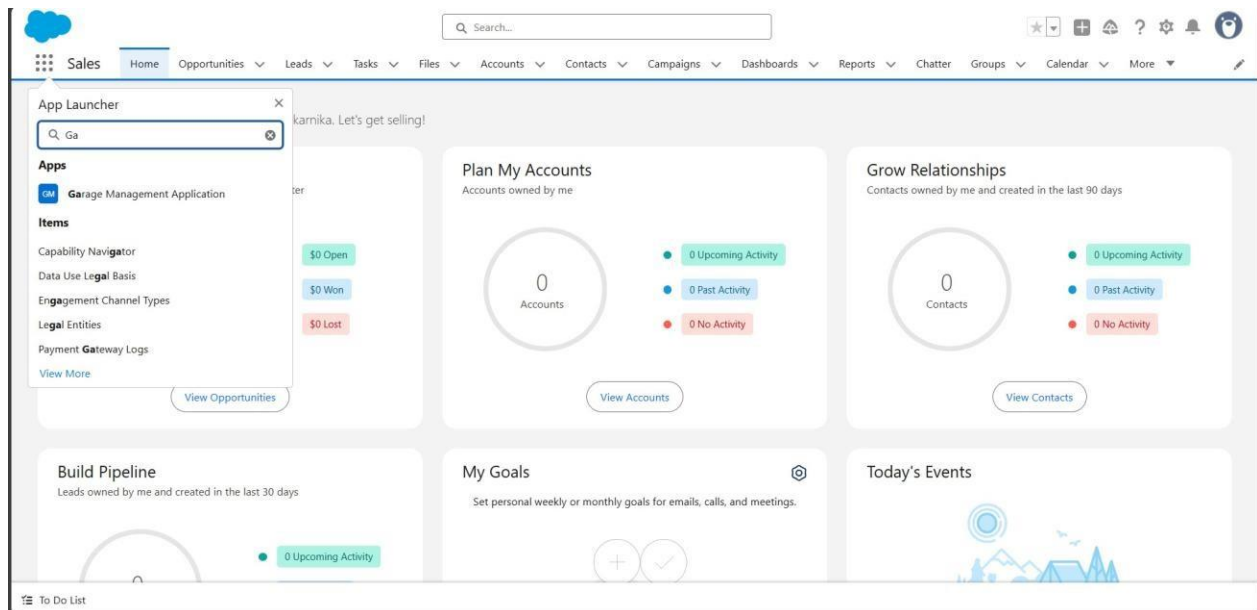 Search...
Sales Home Opportunities Leads Tasks Files Accounts Contacts Campaigns Dashboards Reports Chatter Groups Calendar More
App Launcher
karnika. Let's get selling!
Ga
Apps
GM Garage Management Application
Items
Capability Navigator
Data Use Legal Basis
Engagement Channel Types
Legal Entities
Payment Gateway Logs
View More
$0 Open
$0 Won
$0 Lost
View Opportunities
Plan My Accounts
Accounts owned by me
0
Accounts
0 Upcoming Activity
0 Past Activity
0 No Activity
View Accounts
Grow Relationships
Contacts owned by me and created in the last 90 days
0
Contacts
0 Upcoming Activity
0 Past Activity
0 No Activity
View Contacts
Build Pipeline
Leads owned by me and created in the last 30 days
0 Upcoming Activity
My Goals
Set personal weekly or monthly goals for emails, calls, and meetings.
Today's Events
To Do List